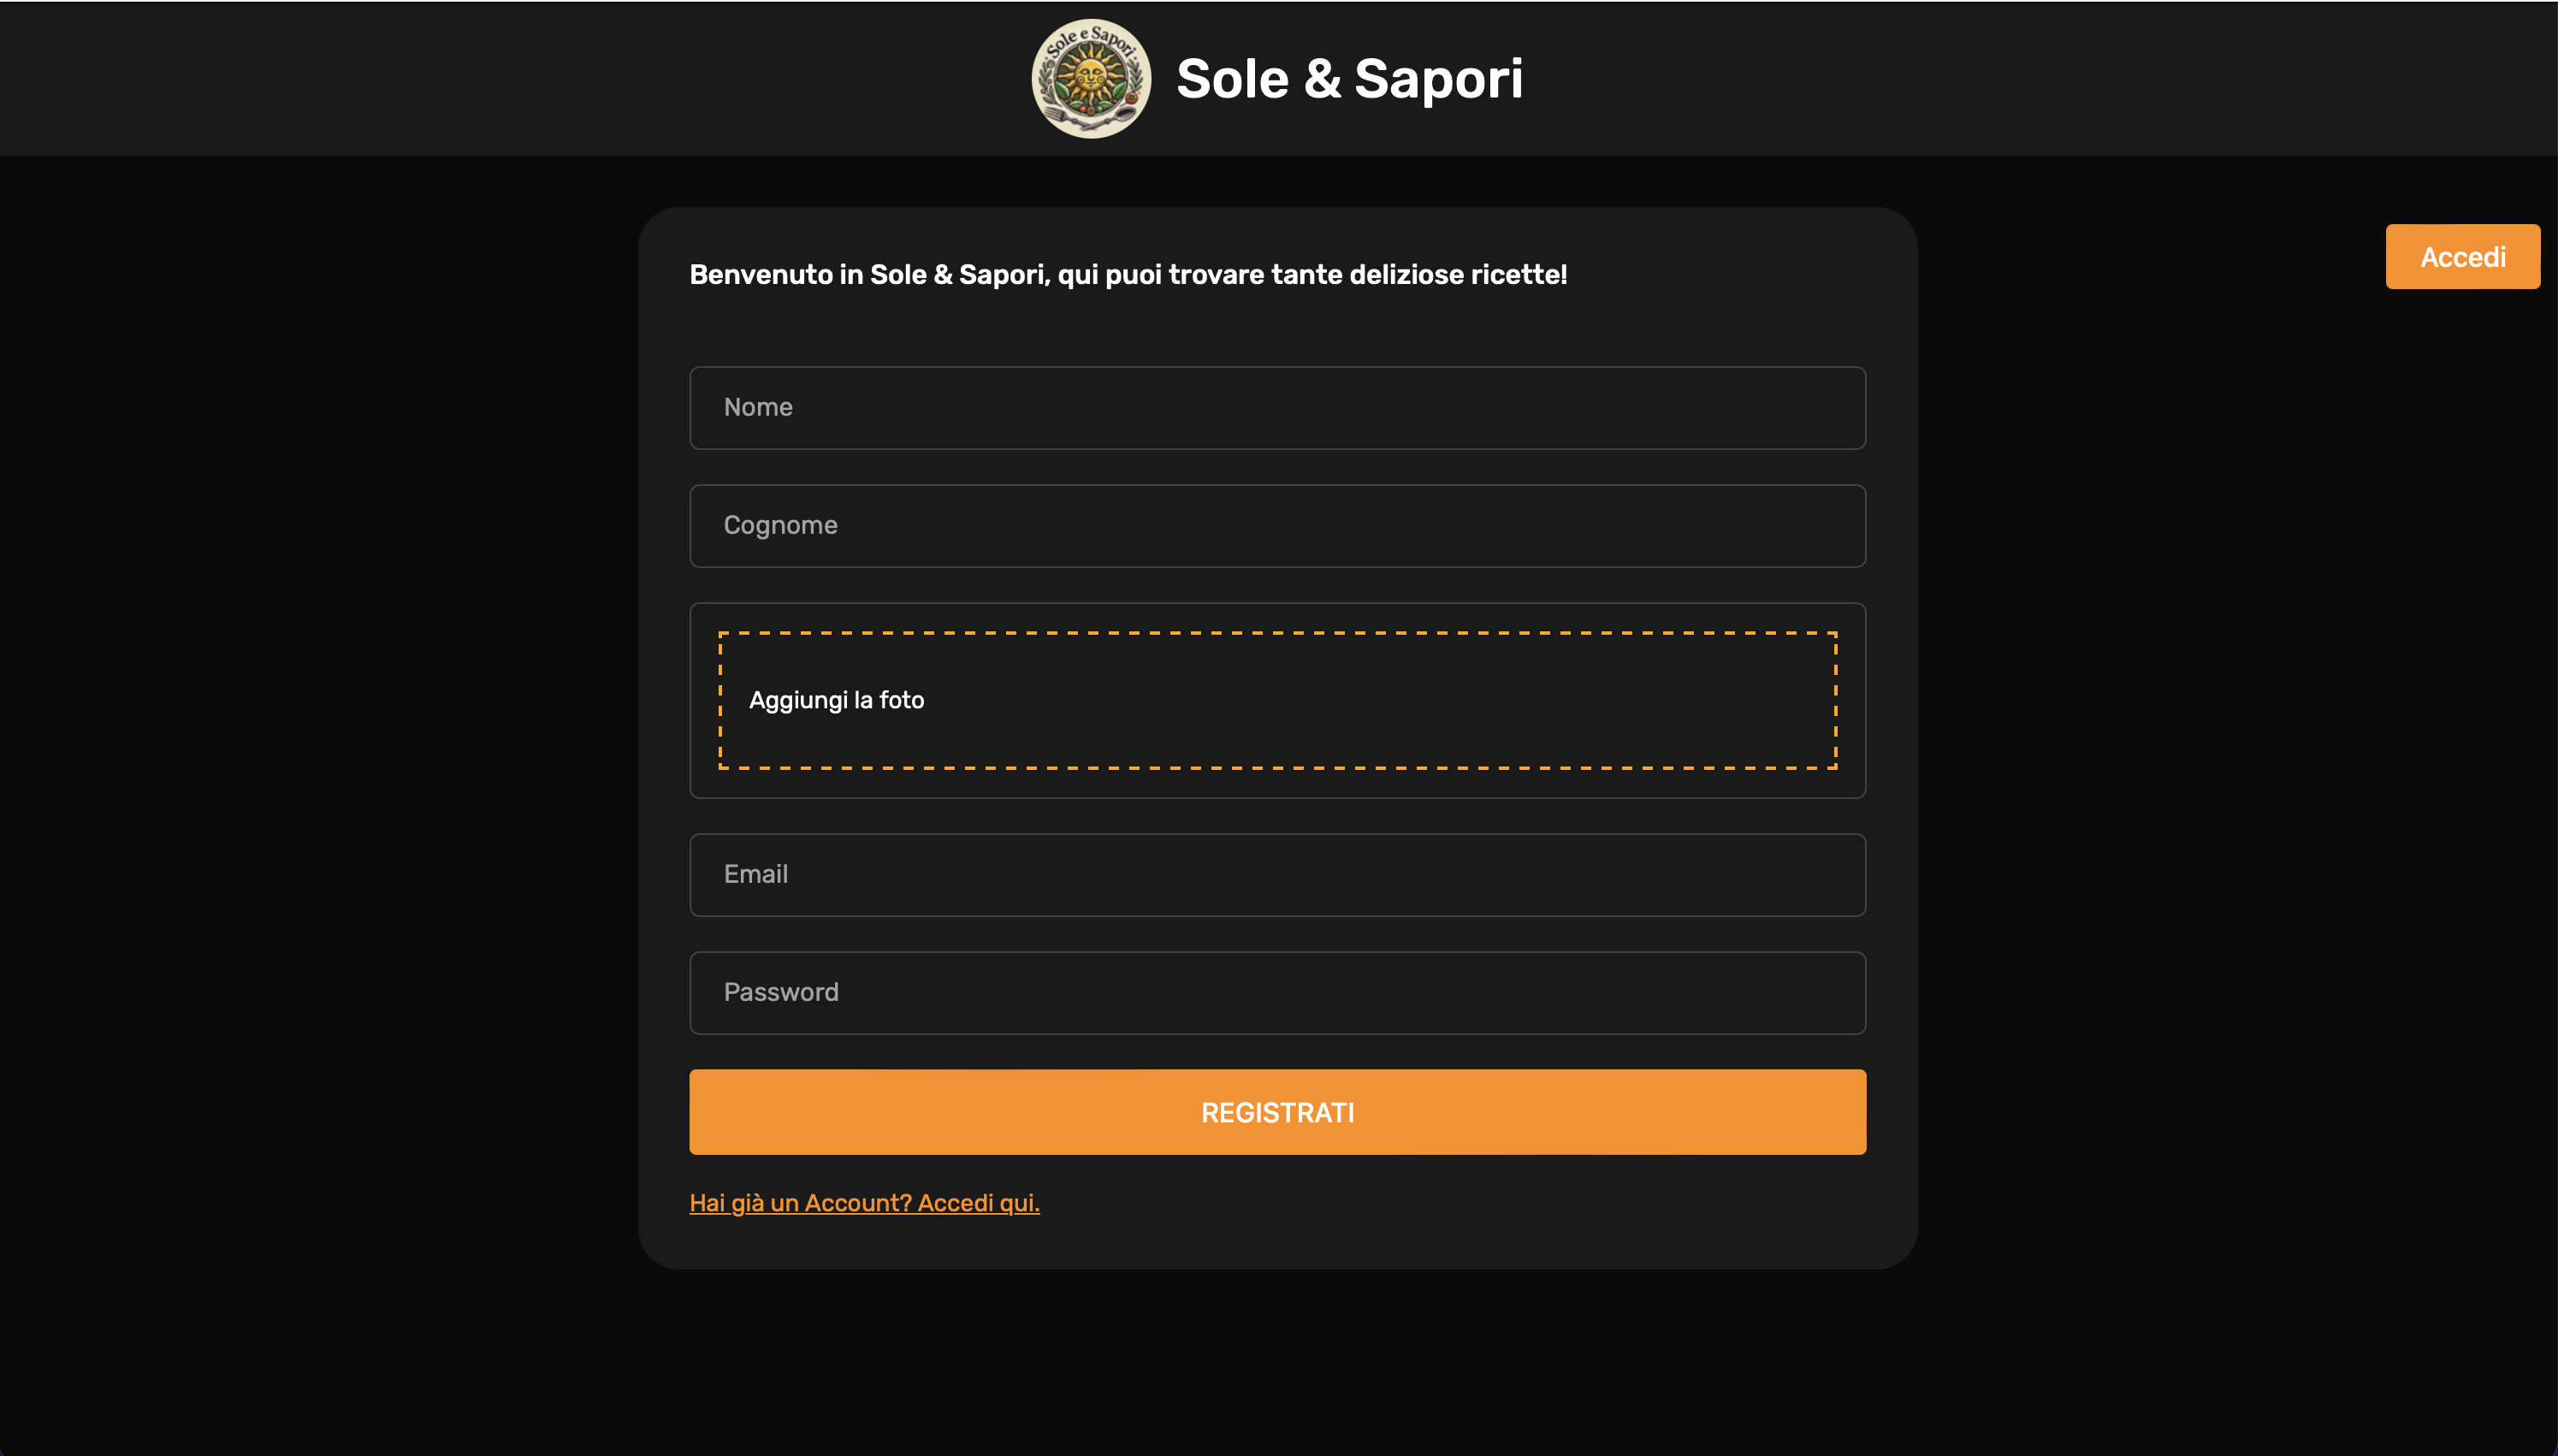 Sole e Sapori
Sole & Sapori
Accedi
Benvenuto in Sole & Sapori, qui puoi trovare tante deliziose ricette!
Nome
Cognome
Aggiungi la foto
Email
Password
REGISTRATI
Hai già un Account? Accedi qui.